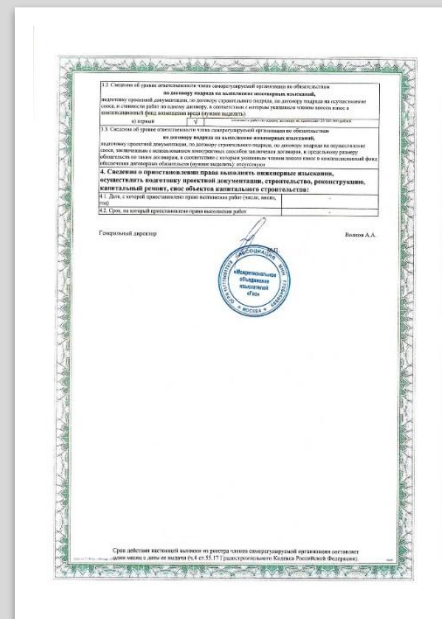 3.2. Сведения об уровне ответственности члена саморегулируемой организации по обязательствам
по договору подряда на выполнение инженерных изысканий,
подготовку проектной документации, по договору строительного подряда, по договору подряда на осуществление
сноса, и стоимости работ по одному договору, в соответствии с которым указанным членом внесен взнос в
компенсационный фонд возмещения вреда (нужное выделить):
а) первый √
3.3. Сведения об уровне ответственности члена саморегулируемой организации по обязательствам
по договору подряда на выполнение инженерных изысканий,
подготовку проектной документации, по договору строительного подряда, по договору подряда на осуществление
сноса, заключенным с использованием конкурентных способов заключения договоров, и предельному размеру
обязательств по таким договорам, в соответствии с которым указанным членом внесен взнос в компенсационный фонд
обеспечения договорных обязательств (нужное выделить):
4. Сведения о приостановлении права выполнять инженерные изыскания,
осуществлять подготовку проектной документации, строительство, реконструкцию,
капитальный ремонт, снос объектов капитального строительства:
4.1. Дата, с которой приостановлено право выполнения работ (число, месяц,
год) -
4.2. Срок, на который приостановлено право выполнения работ -
Генеральный директор
А.А.
М.П.
АССОЦИАЦИЯ
«Межрегиональное
объединение
изыскателей
МОСКВА
Срок действия настоящей выписки из реестра членов саморегулируемой организации составляет
один месяц с даты ее выдачи (ч.4 ст.55.17 Градостроительного Кодекса Российской Федерации).